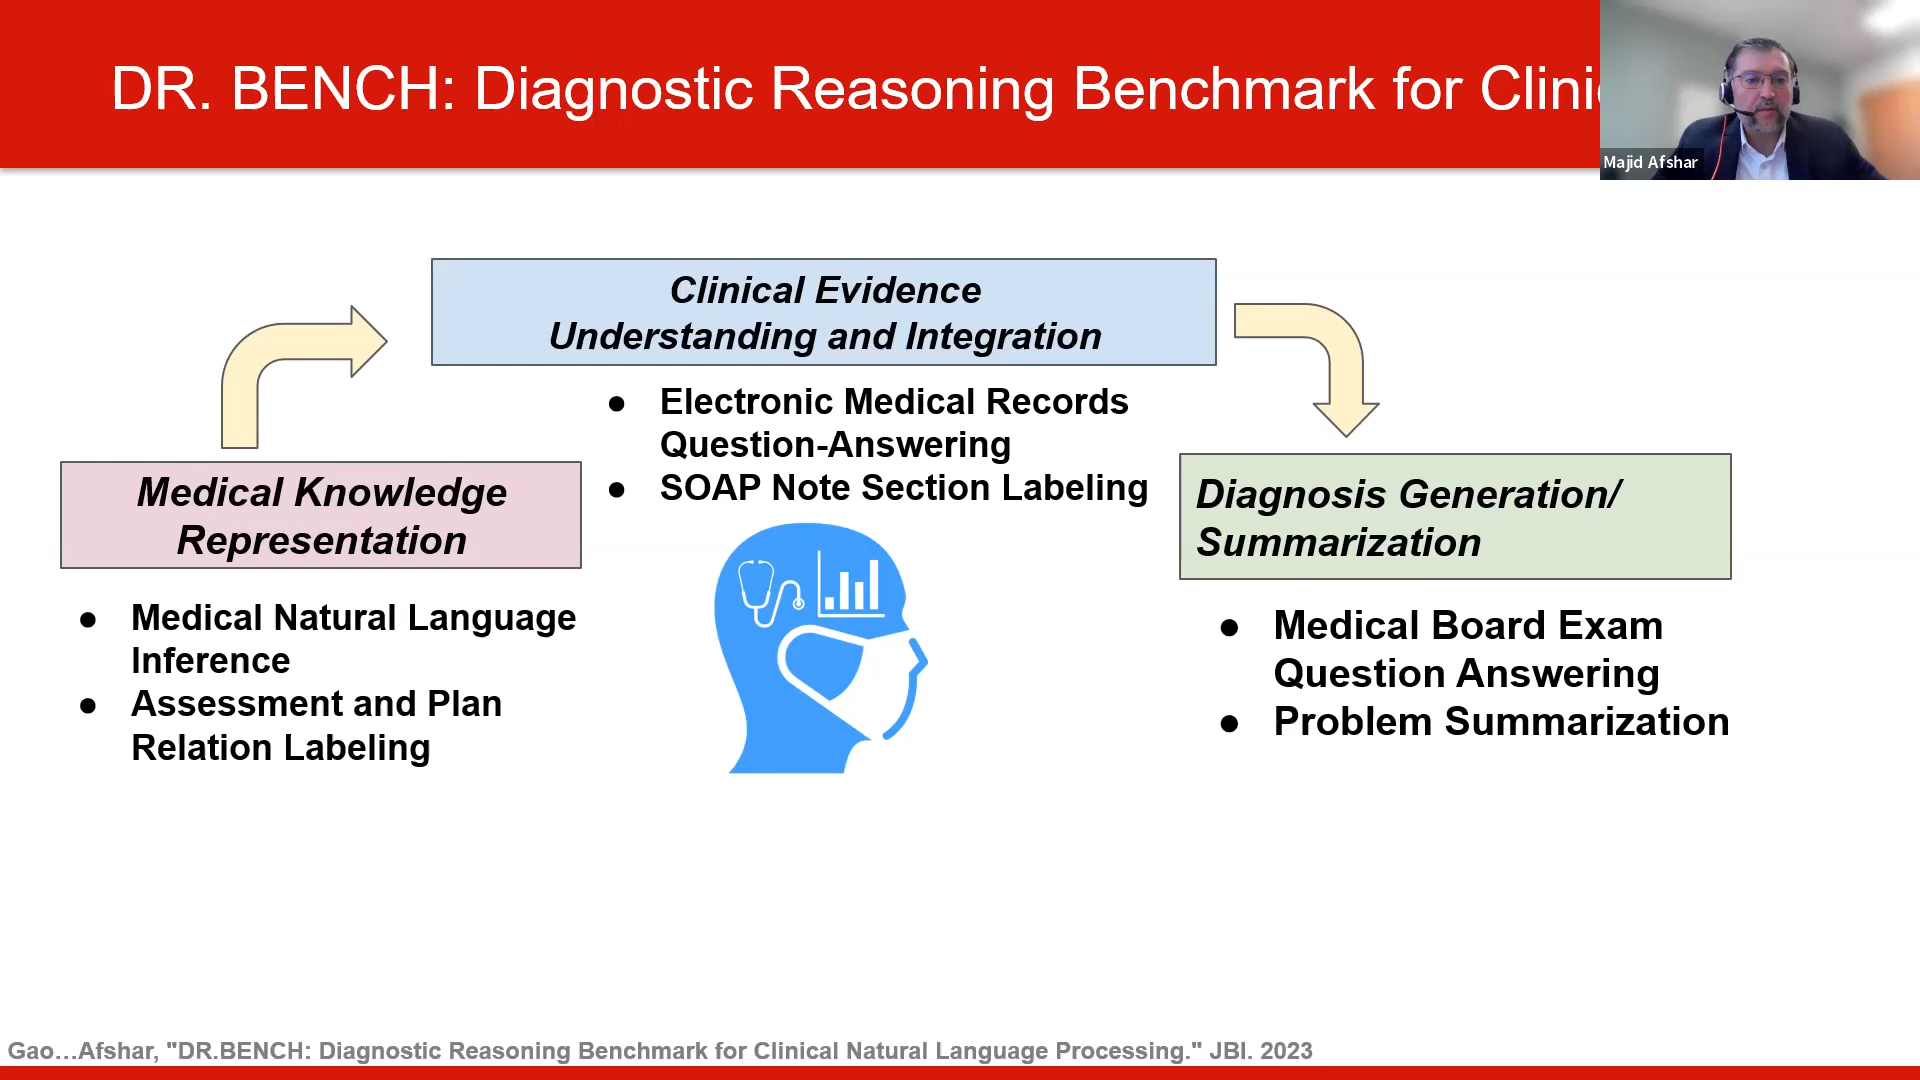 DR. BENCH: Diagnostic Reasoning Benchmark for Clini
Majid Afshar
Clinical Evidence
Understanding and Integration
● Electronic Medical Records
Question-Answering
● SOAP Note Section Labeling
Medical Knowledge
Representation
● Medical Natural Language
Inference
● Assessment and Plan
Relation Labeling
Diagnosis Generation/
Summarization
● Medical Board Exam
Question Answering
● Problem Summarization
Gao…Afshar, "DR.BENCH: Diagnostic Reasoning Benchmark for Clinical Natural Language Processing." JBI. 2023